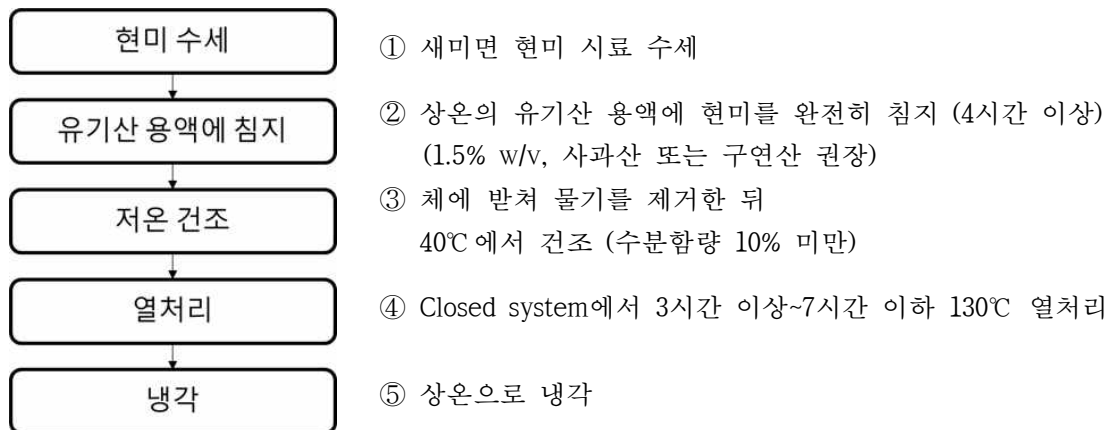 현미 수세
① 새미면 현미 시료 수세
유기산 용액에 침지
② 상온의 유기산 용액에 현미를 완전히 침지 (4시간 이상)
(1.5% w/v, 사과산 또는 구연산 권장)
저온 건조
③ 체에 받쳐 물기를 제거한 뒤
40℃에서 건조 (수분함량 10% 미만)
열처리
④ Closed system에서 3시간 이상~7시간 이하 130℃ 열처리
냉각
⑤ 상온으로 냉각